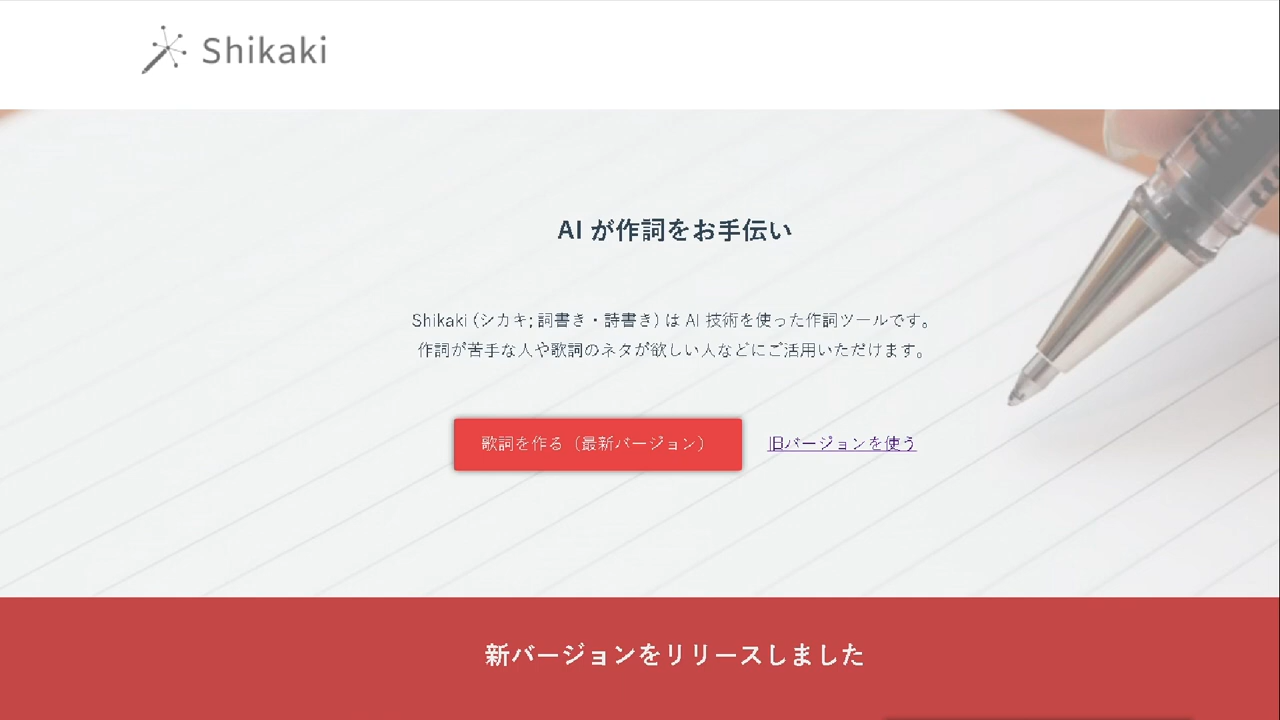 Shikaki
AI が作詞をお手伝い
Shikaki (シカキ; 詞書き・詩書き) は AI 技術を使った作詞ツールです。
作詞が苦手な人や歌詞のネタが欲しい人などにご活用いただけます。
歌詞を作る（最新バージョン）
旧バージョンを使う
新バージョンをリリースしました